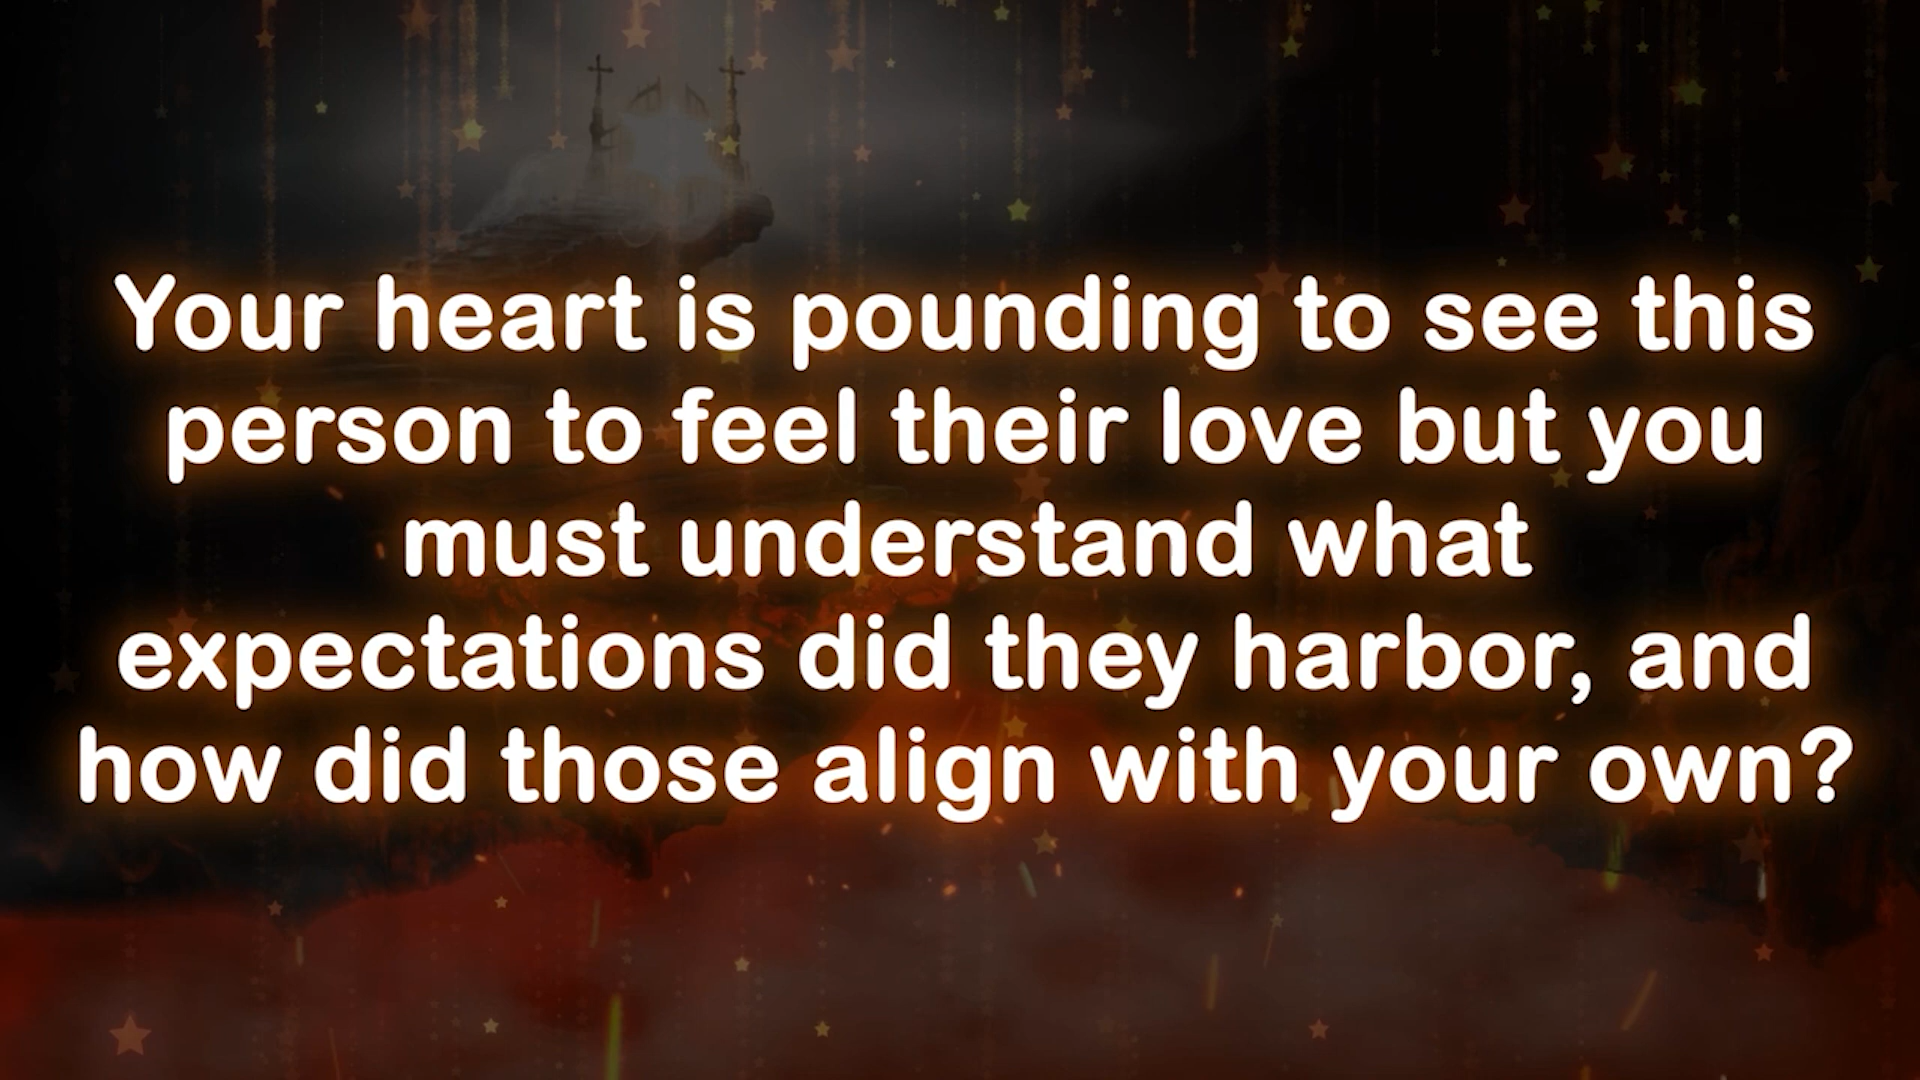 Your heart is pounding to see this
person to feel their love but you
must understand what
expectations did they harbor, and
how did those align with your own?